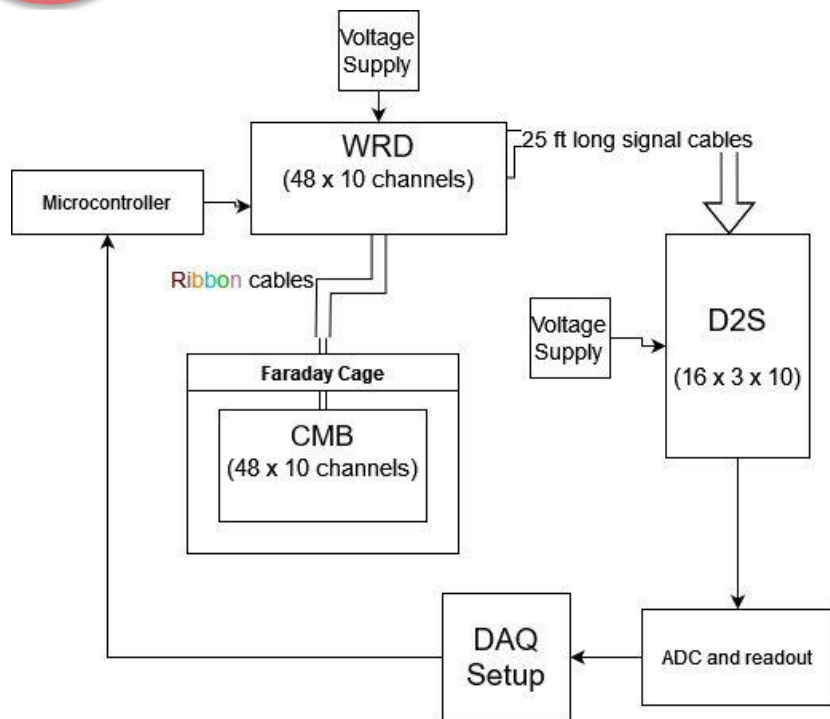 Voltage
Supply
WRD
(48 x 10 channels)
25 ft long signal cables
Microcontroller
Ribbon cables
D2S
(16 x 3 x 10)
Voltage
Supply
Faraday Cage
CMB
(48 x 10 channels)
DAQ
Setup
ADC and readout